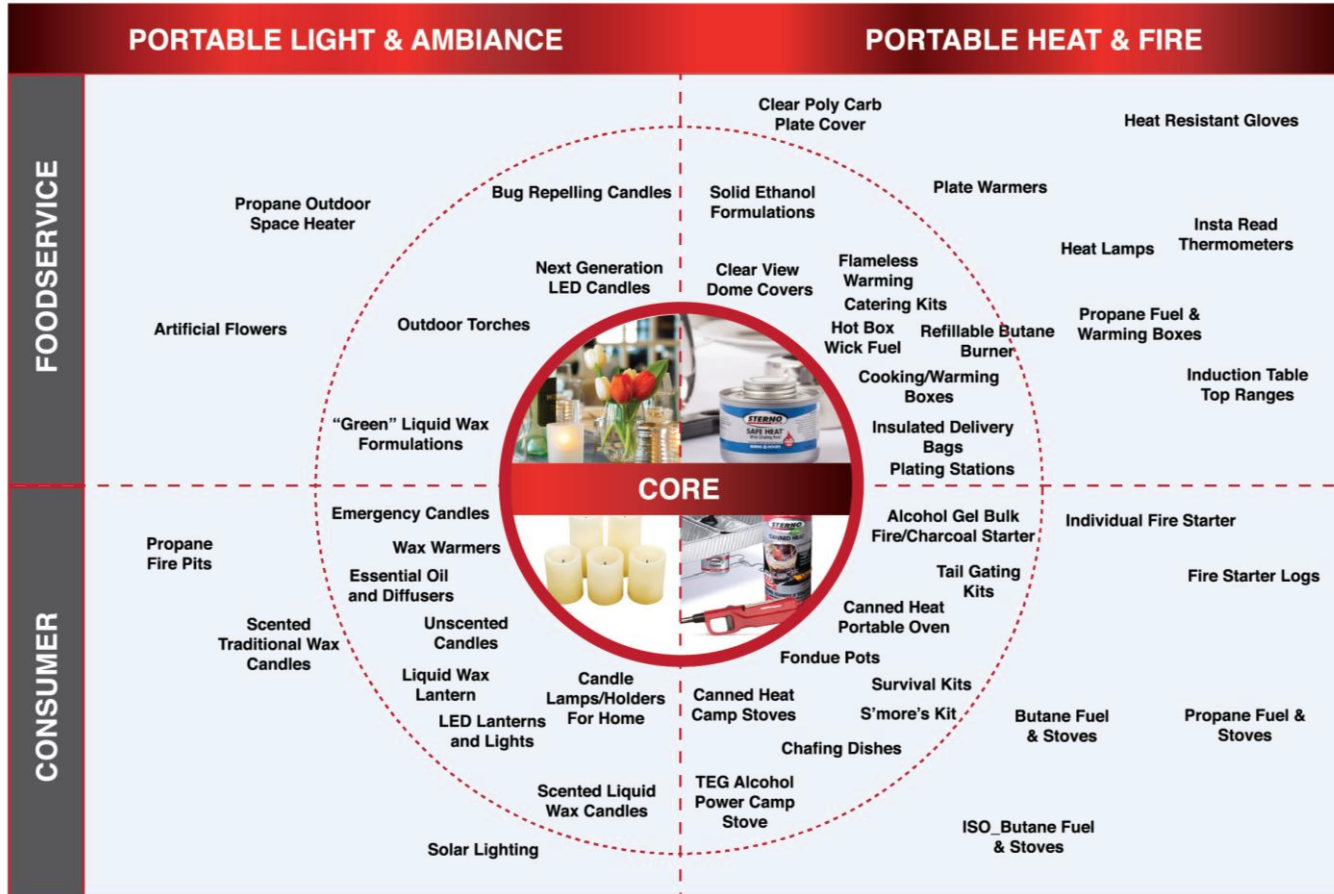 PORTABLE LIGHT & AMBIANCE
PORTABLE HEAT & FIRE
FOODSERVICE
Propane Outdoor
Space Heater
Bug Repelling Candles
Next Generation
LED Candles
Artificial Flowers
Outdoor Torches
“Green” Liquid Wax
Formulations
Clear Poly Carb
Plate Cover
Heat Resistant Gloves
Solid Ethanol
Formulations
Plate Warmers
Insta Read
Thermometers
Heat Lamps
Clear View
Dome Covers
Flameless
Warming
Catering Kits
Hot Box
Wick Fuel
Refillable Butane
Burner
Propane Fuel &
Warming Boxes
Cooking/Warming
Boxes
Induction Table
Top Ranges
Insulated Delivery
Bags
Plating Stations
STERNO
SAFE HEAT
CORE
CONSUMER
Emergency Candles
Propane
Fire Pits
Wax Warmers
Essential Oil
and Diffusers
Scented
Traditional Wax
Candles
Unscented
Candles
Liquid Wax
Lantern
Candle
Lamps/Holders
For Home
LED Lanterns
and Lights
Scented Liquid
Wax Candles
Solar Lighting
STERNO
CANNED HEAT
Alcohol Gel Bulk
Fire/Charcoal Starter
Individual Fire Starter
Tail Gating
Kits
Fire Starter Logs
Canned Heat
Portable Oven
Fondue Pots
Survival Kits
Canned Heat
Camp Stoves
S’more’s Kit
Butane Fuel
& Stoves
Propane Fuel &
Stoves
Chafing Dishes
TEG Alcohol
Power Camp
Stove
ISO_Butane Fuel
& Stoves